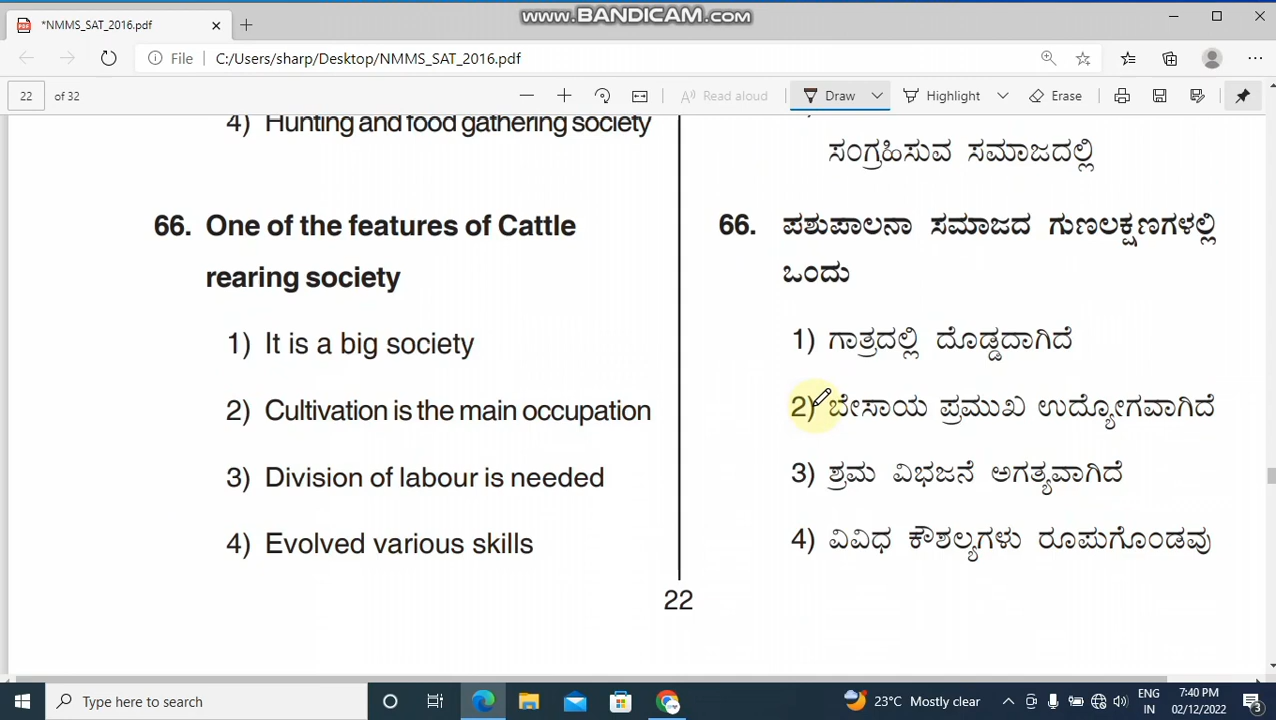 www.BANDICAM.com
*NMMS_SAT_2016.pdf
File C:/Users/sharp/Desktop/NMMS_SAT_2016.pdf
22 of 32 Read aloud Draw Highlight Erase
4) Hunting and food gathering society
66. One of the features of Cattle
rearing society
1) It is a big society
2) Cultivation is the main occupation
3) Division of labour is needed
4) Evolved various skills
ಸಂಗ್ರಹಿಸುವ ಸಮಾಜದಲ್ಲಿ
66. ಪಶುಪಾಲನಾ ಸಮಾಜದ ಗುಣಲಕ್ಷಣಗಳಲ್ಲಿ
ಒಂದು
1) ಗಾತ್ರದಲ್ಲಿ ದೊಡ್ಡದಾಗಿದೆ
2) ಬೇಸಾಯ ಪ್ರಮುಖ ಉದ್ಯೋಗವಾಗಿದೆ
3) ಶ್ರಮ ವಿಭಜನೆ ಅಗತ್ಯವಾಗಿದೆ
4) ವಿವಿಧ ಕೌಶಲ್ಯಗಳು ರೂಪುಗೊಂಡವು
22
Type here to search
23°C Mostly clear
ENG
IN
7:40 PM
02/12/2022
3